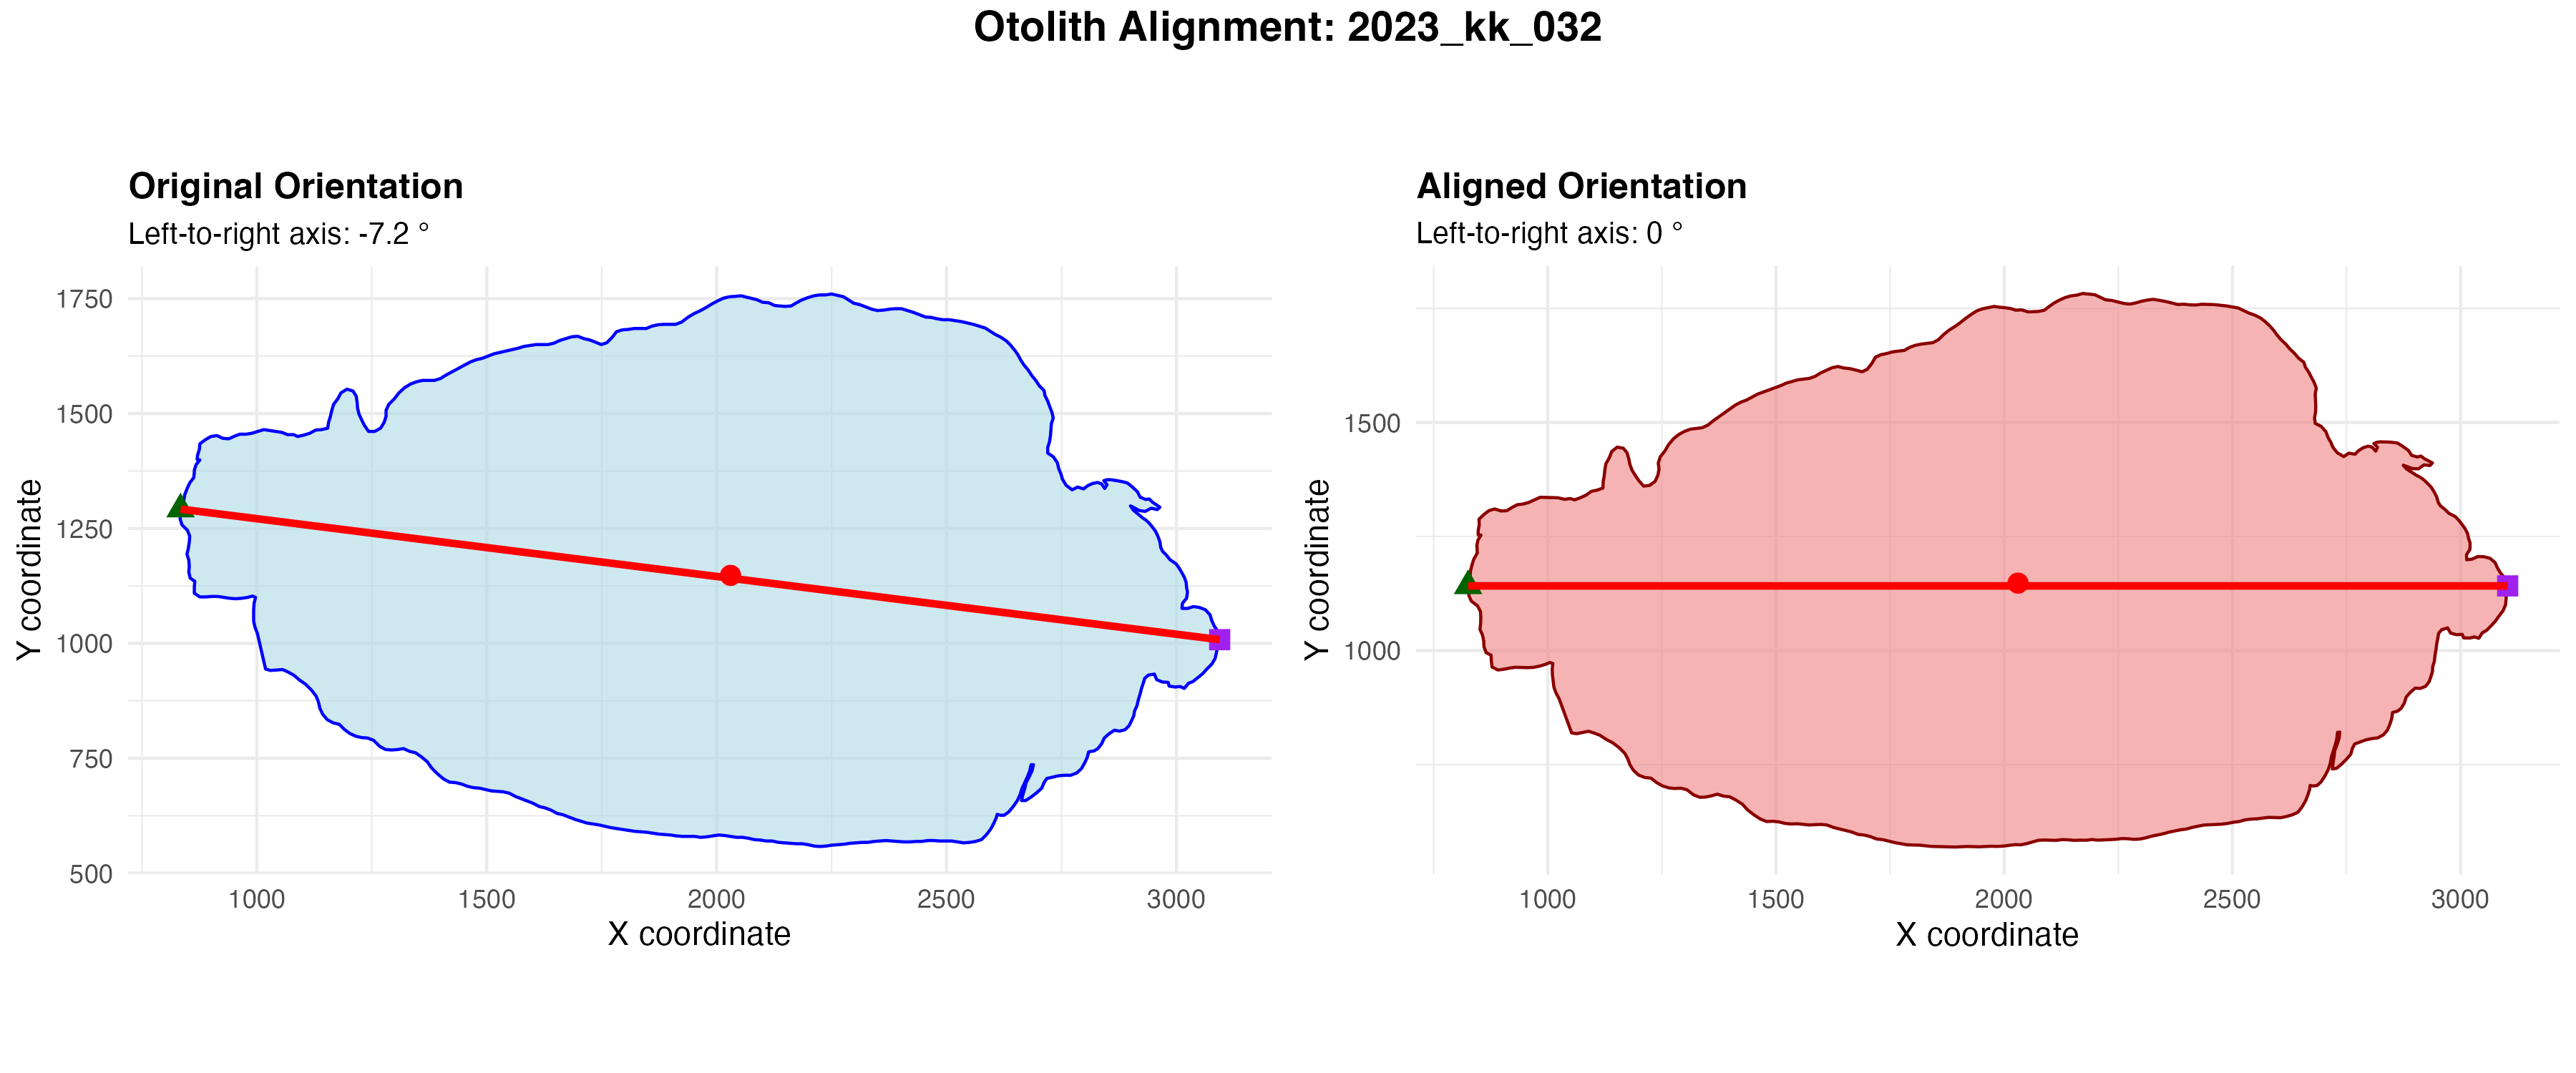 Otolith Alignment: 2023_kk_032
Original Orientation
Left-to-right axis: -7.2 °
1750
1500
1250
1000
750
500
Y coordinate
1000 1500 2000 2500 3000
X coordinate
Aligned Orientation
Left-to-right axis: 0 °
1500
1000
Y coordinate
1000 1500 2000 2500 3000
X coordinate